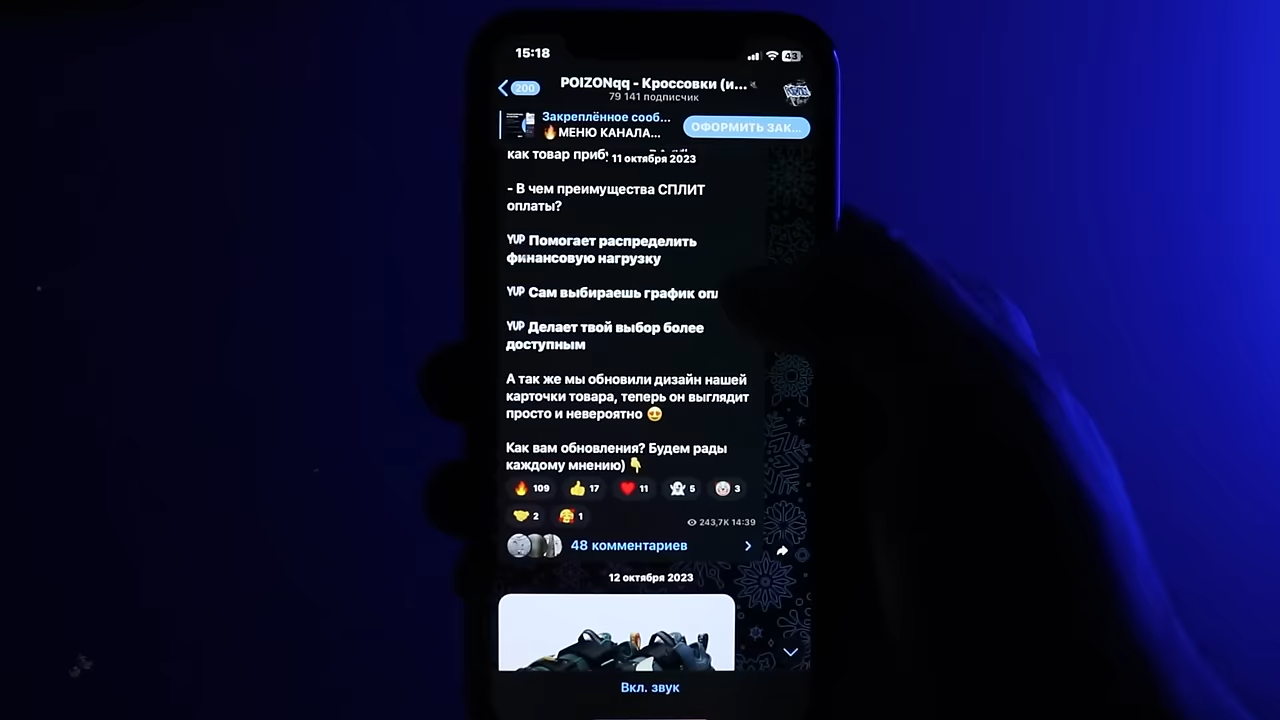 15:18
43
200
POIZONqq - Кроссовки (и...
79 141 подписчик
Закреплённое сооб...
🔥МЕНЮ КАНАЛА...
ОФОРМИТЬ ЗАК...
как товар
11 октября 2023
- В чем преимущества СПЛИТ
оплаты?
YUP Помогает распределить
финансовую нагрузку
YUP Сам выбираешь график
YUP Делает твой выбор более
доступным
А так же мы обновили дизайн нашей
карточки товара, теперь он выглядит
просто и невероятно 😍
Как вам обновления? Будем рады
каждому мнению) 👇
🔥 109 👍 17 ❤️ 11 👻 5 3
2 🥰 1
243,7K 14:39
48 комментариев
12 октября 2023
Вкл. звук